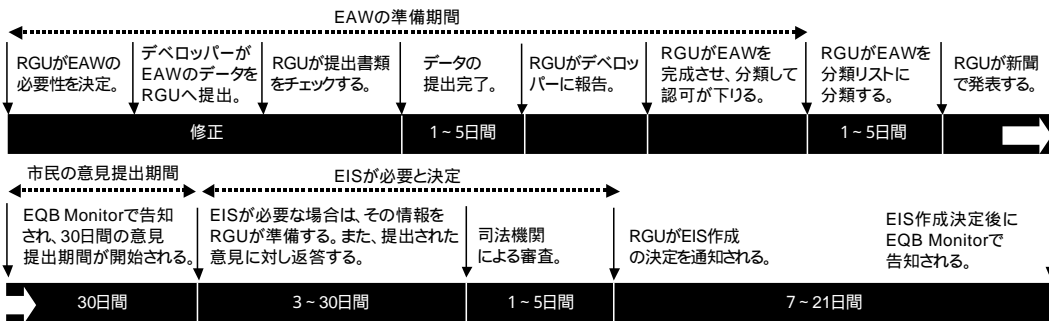 EAWの準備期間
RGUがEAWの
必要性を決定。
デベロッパーが
EAWのデータを
RGUへ提出。
RGUが提出書類
をチェックする。
データの
提出完了。
RGUがデベロッ
パーに報告。
RGUがEAWを
完成させ、分類して
認可が下りる。
RGUがEAWを
分類リストに
分類する。
RGUが新聞
で発表する。
修正
1~5日間
1~5日間
市民の意見提出期間
EISが必要と決定
EQB Monitorで告知
され、30日間の意見
提出期間が開始される。
EISが必要な場合は、その情報を
RGUが準備する。また、提出された
意見に対し返答する。
司法機関
による審査。
RGUがEIS作成
の決定を通知される。
EIS作成決定後に
EQB Monitorで
告知される。
30日間
3~30日間
1~5日間
7~21日間